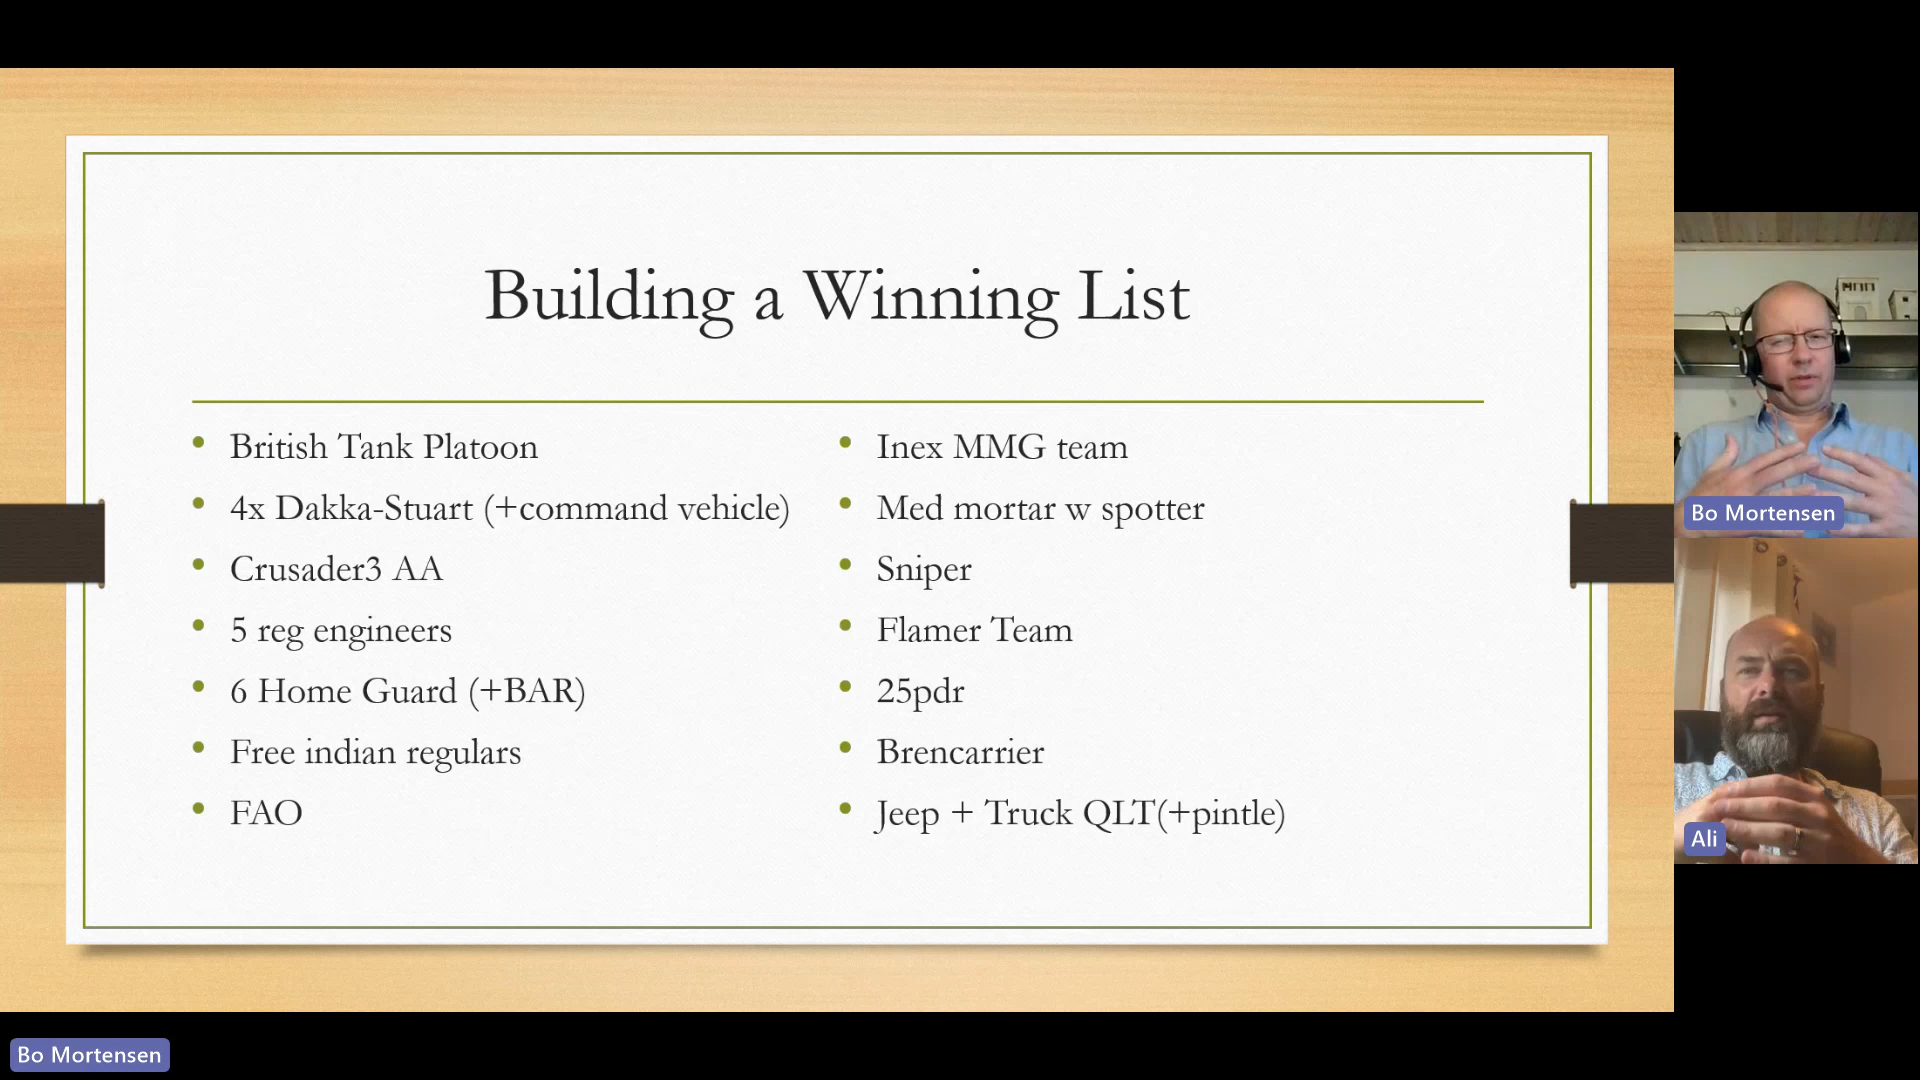 Building a Winning List
British Tank Platoon
4x Dakka-Stuart (+command vehicle)
Crusader3 AA
5 reg engineers
6 Home Guard (+BAR)
Free indian regulars
FAO
Inex MMG team
Med mortar w spotter
Sniper
Flamer Team
25pdr
Brencarrier
Jeep + Truck QLT(+pintle)
Bo Mortensen
Ali
Bo Mortensen